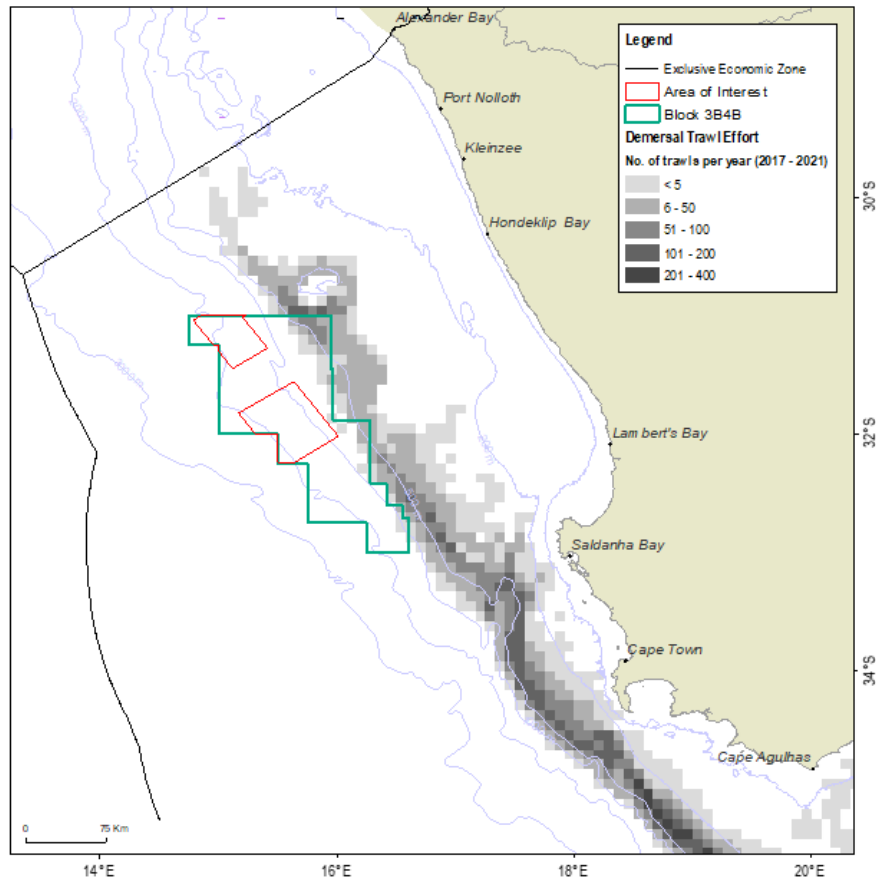 Alexander Bay
Legend
Exclusive Economic Zone
Area of Interest
Block 3B4B
Demersal Trawl Effort
No. of trawls per year (2017 - 2021)
< 5
6 - 50
51 - 100
101 - 200
201 - 400
Port Nolloth
Kleinzee
Hondeklip Bay
30°S
Lambert's Bay
32°S
Saldanha Bay
Cape Town
34°S
Cape Agulhas
0
75 Km
14°E
16°E
18°E
20°E